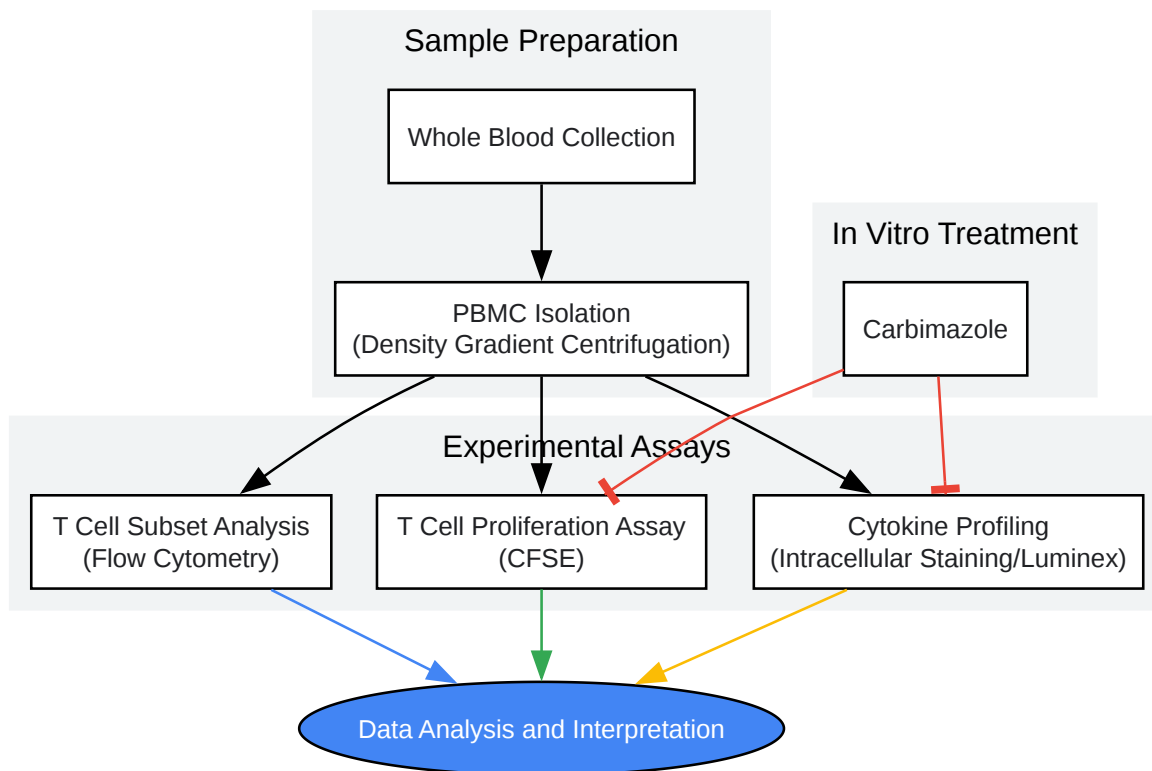 Sample Preparation
Whole Blood Collection
In Vitro Treatment
PBMC Isolation
(Density Gradient Centrifugation)
Carbimazole
Experimental Assays
T Cell Subset Analysis
(Flow Cytometry)
T Cell Proliferation Assay
(CFSE)
Cytokine Profiling
(Intracellular Staining/Luminex)
Data Analysis and Interpretation